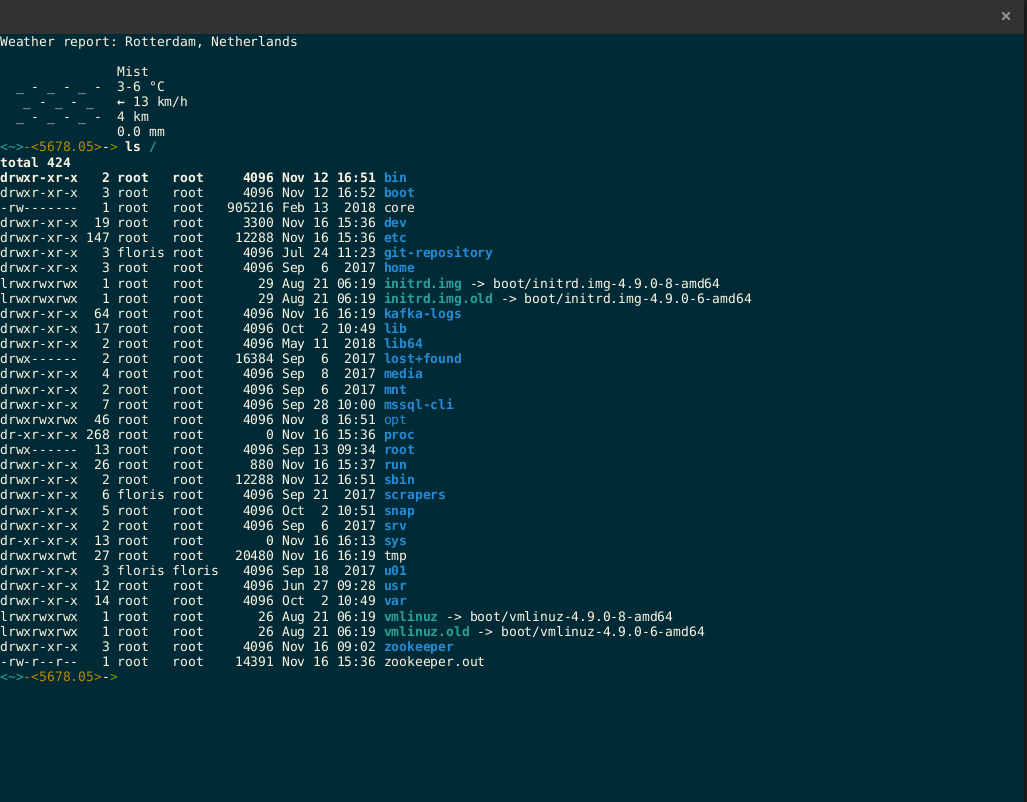 Weather report: Rotterdam, Netherlands
               Mist
  _ - _ - _ -  3-6 °C
   _ - _ - _   ← 13 km/h
  _ - _ - _ -  4 km
               0.0 mm
<~>-<5678.05>-> ls /
total 424
drwxr-xr-x   2 root   root     4096 Nov 12 16:51 bin
drwxr-xr-x   3 root   root     4096 Nov 12 16:52 boot
-rw-------   1 root   root   905216 Feb 13  2018 core
drwxr-xr-x  19 root   root     3300 Nov 16 15:36 dev
drwxr-xr-x 147 root   root    12288 Nov 16 15:36 etc
drwxr-xr-x   3 floris root     4096 Jul 24 11:23 git-repository
drwxr-xr-x   3 root   root     4096 Sep  6  2017 home
lrwxrwxrwx   1 root   root       29 Aug 21 06:19 initrd.img -> boot/initrd.img-4.9.0-8-amd64
lrwxrwxrwx   1 root   root       29 Aug 21 06:19 initrd.img.old -> boot/initrd.img-4.9.0-6-amd64
drwxr-xr-x  64 root   root     4096 Nov 16 16:19 kafka-logs
drwxr-xr-x  17 root   root     4096 Oct  2 10:49 lib
drwxr-xr-x   2 root   root     4096 May 11  2018 lib64
drwx------   2 root   root    16384 Sep  6  2017 lost+found
drwxr-xr-x   4 root   root     4096 Sep  8  2017 media
drwxr-xr-x   2 root   root     4096 Sep  6  2017 mnt
drwxr-xr-x   7 root   root     4096 Sep 28 10:00 mssql-cli
drwxrwxrwx  46 root   root     4096 Nov  8 16:51 opt
dr-xr-xr-x 268 root   root        0 Nov 16 15:36 proc
drwx------  13 root   root     4096 Sep 13 09:34 root
drwxr-xr-x  26 root   root      880 Nov 16 15:37 run
drwxr-xr-x   2 root   root    12288 Nov 12 16:51 sbin
drwxr-xr-x   6 floris root     4096 Sep 21  2017 scrapers
drwxr-xr-x   5 root   root     4096 Oct  2 10:51 snap
drwxr-xr-x   2 root   root     4096 Sep  6  2017 srv
dr-xr-xr-x  13 root   root        0 Nov 16 16:13 sys
drwxrwxrwt  27 root   root    20480 Nov 16 16:19 tmp
drwxr-xr-x   3 floris floris   4096 Sep 18  2017 u01
drwxr-xr-x  12 root   root     4096 Jun 27 09:28 usr
drwxr-xr-x  14 root   root     4096 Oct  2 10:49 var
lrwxrwxrwx   1 root   root       26 Aug 21 06:19 vmlinuz -> boot/vmlinuz-4.9.0-8-amd64
lrwxrwxrwx   1 root   root       26 Aug 21 06:19 vmlinuz.old -> boot/vmlinuz-4.9.0-6-amd64
drwxr-xr-x   3 root   root     4096 Nov 16 09:02 zookeeper
-rw-r--r--   1 root   root    14391 Nov 16 15:36 zookeeper.out
<~>-<5678.05>->